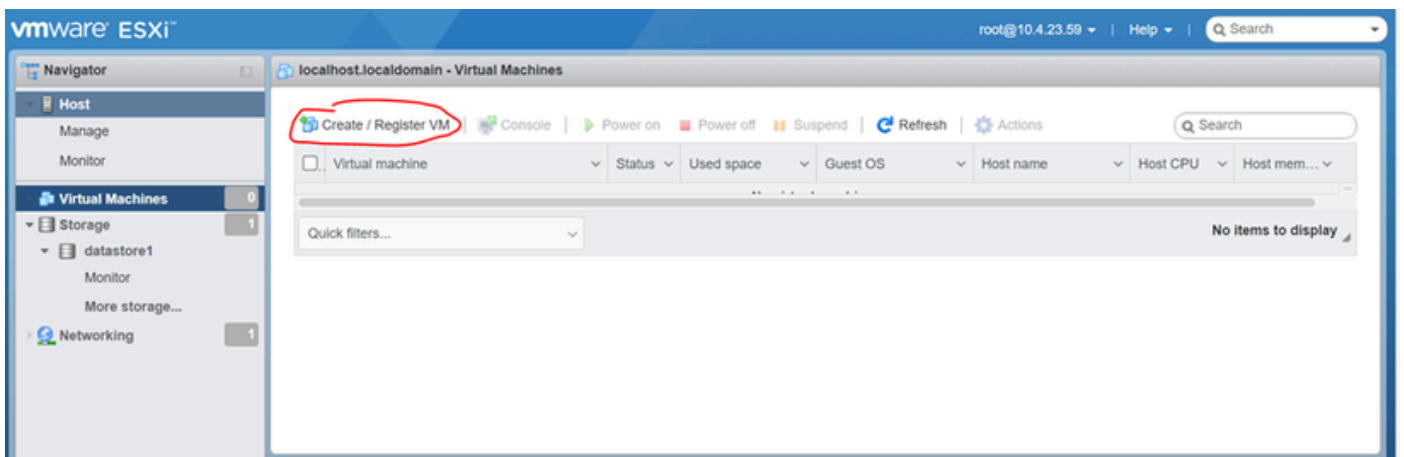 vmware ESXi™
root@10.4.23.59 | Help | Search
Navigator
Host
Manage
Monitor
Virtual Machines 0
Storage 1
datastore1
Monitor
More storage...
Networking 1
localhost.localdomain - Virtual Machines
Create / Register VM | Console | Power on Power off Suspend | Refresh | Actions Search
Virtual machine Status Used space Guest OS Host name Host CPU Host mem...
Quick filters... No items to display